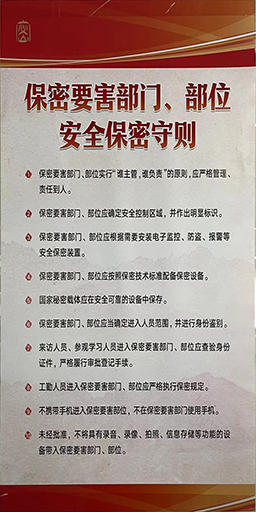 保密要害部门、部位
安全保密守则
1 保密要害部门、部位实行“谁主管,谁负责”的原则,应严格管理、
责任到人。
2 保密要害部门、部位应确定安全控制区域,并作出明显标识。
3 保密要害部门、部位应根据需要安装电子监控、防盗、报警等
安全保密装置。
4 保密要害部门、部位应按照保密技术标准配备保密设备。
5 国家秘密载体应在安全可靠的设备中保存。
6 保密要害部门、部位应当确定进入人员范围,并进行身份鉴别。
7 来访人员、参观学习人员进入保密要害部门、部位应查验身份
证件,严格履行审批登记手续。
8 工勤人员进入保密要害部门、部位应严格执行保密规定。
9 不携带手机进入保密要害部位,不在保密要害部门使用手机。
10 未经批准,不将具有录音、录像、拍照、信息存储等功能的设
备带入保密要害部门、部位。